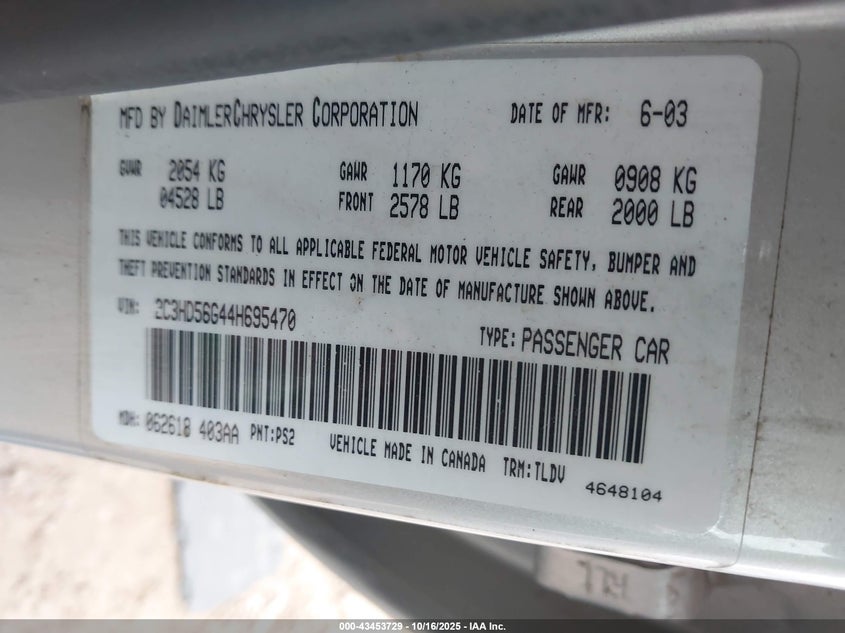 MFD BY DAIMLERCHRYSLER CORPORATION DATE OF MFR: 6-03
GVWR 2054 KG GAWR 1170 KG GAWR 0908 KG
04528 LB FRONT 2578 LB REAR 2000 LB
THIS VEHICLE CONFORMS TO ALL APPLICABLE FEDERAL MOTOR VEHICLE SAFETY, BUMPER AND
THEFT PREVENTION STANDARDS IN EFFECT ON THE DATE OF MANUFACTURE SHOWN ABOVE.
VIN: 2C3HD56G44H695470 TYPE: PASSENGER CAR
MDH: 062618 403AA PNT:PS2 VEHICLE MADE IN CANADA TRM:TLDV 4648104
000-43453729 - 10/16/2025 - IAA Inc.